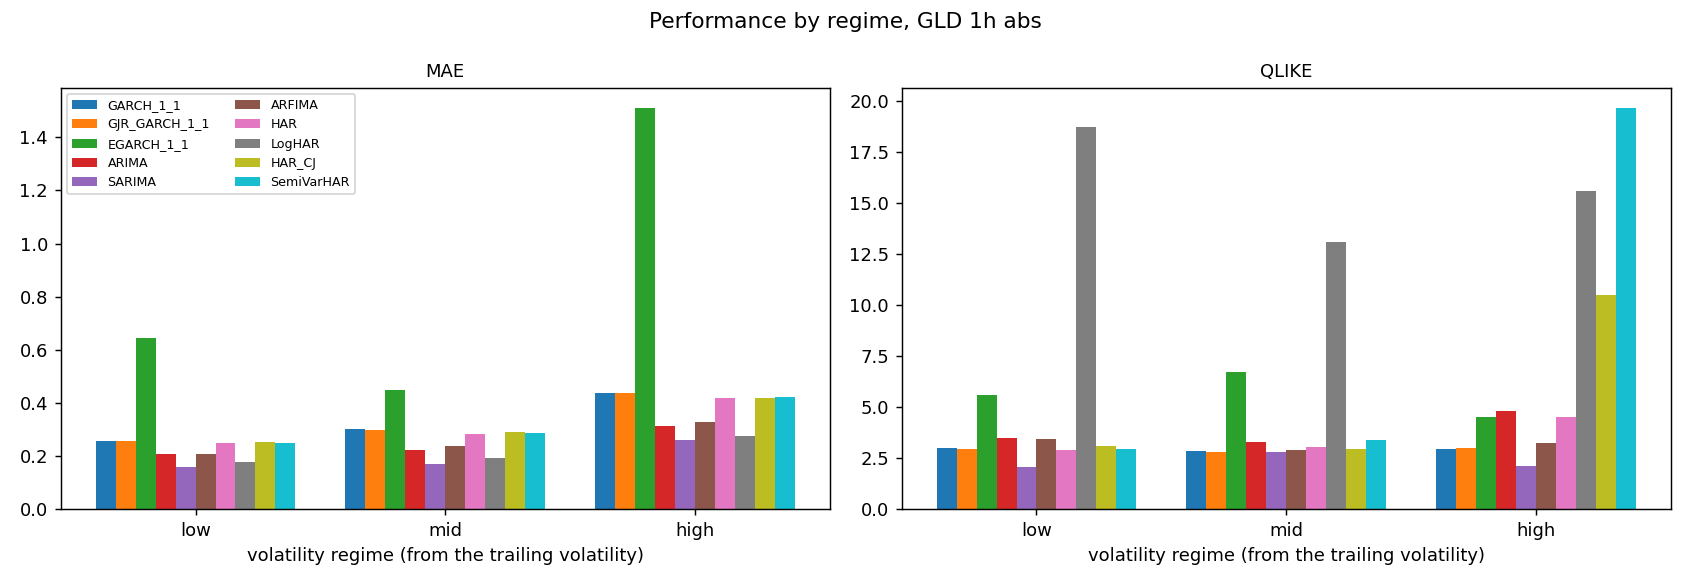 Performance by regime, GLD 1h abs
MAE
1.4
1.2
1.0
0.8
0.6
0.4
0.2
0.0
GARCH_1_1
GJR_GARCH_1_1
EGARCH_1_1
ARIMA
SARIMA
ARFIMA
HAR
LogHAR
HAR_CJ
SemiVarHAR
low mid high
volatility regime (from the trailing volatility)
QLIKE
20.0
17.5
15.0
12.5
10.0
7.5
5.0
2.5
0.0
low mid high
volatility regime (from the trailing volatility)